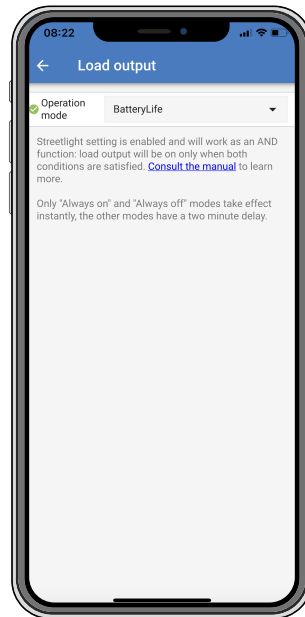 08:22
Load output
Operation
mode
BatteryLife
Streetlight setting is enabled and will work as an AND
function: load output will be on only when both
conditions are satisfied. Consult the manual to learn
more.
Only "Always on" and "Always off" modes take effect
instantly, the other modes have a two minute delay.